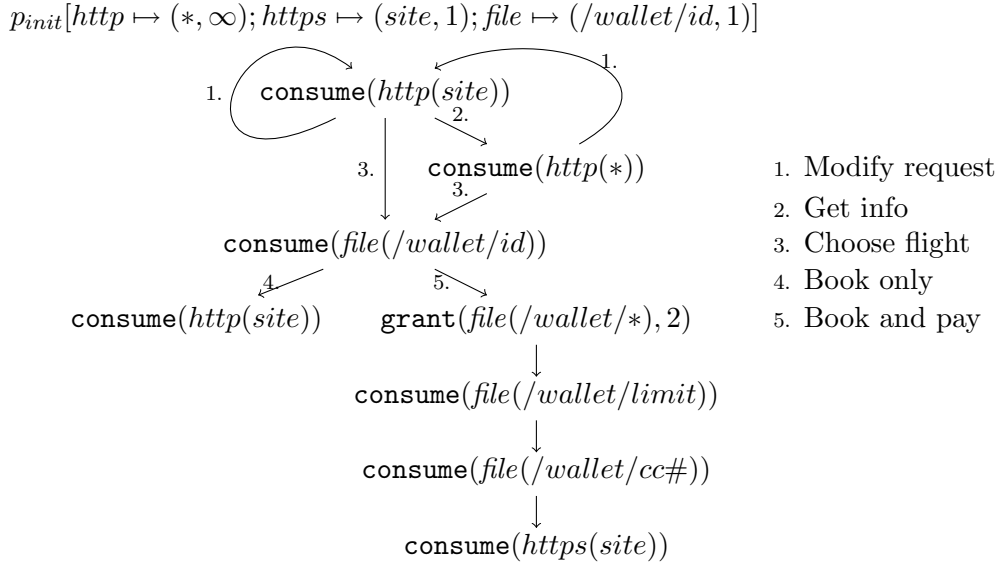 p_init[http ↦ (*, ∞); https ↦ (site, 1); file ↦ (/wallet/id, 1)]
1.
1.
consume(http(site))
2.
3.
consume(http(*))
3.
1. Modify request
2. Get info
3. Choose flight
4. Book only
5. Book and pay
consume(file(/wallet/id))
4.
5.
consume(http(site))
grant(file(/wallet/*), 2)
consume(file(/wallet/limit))
consume(file(/wallet/cc#))
consume(https(site))